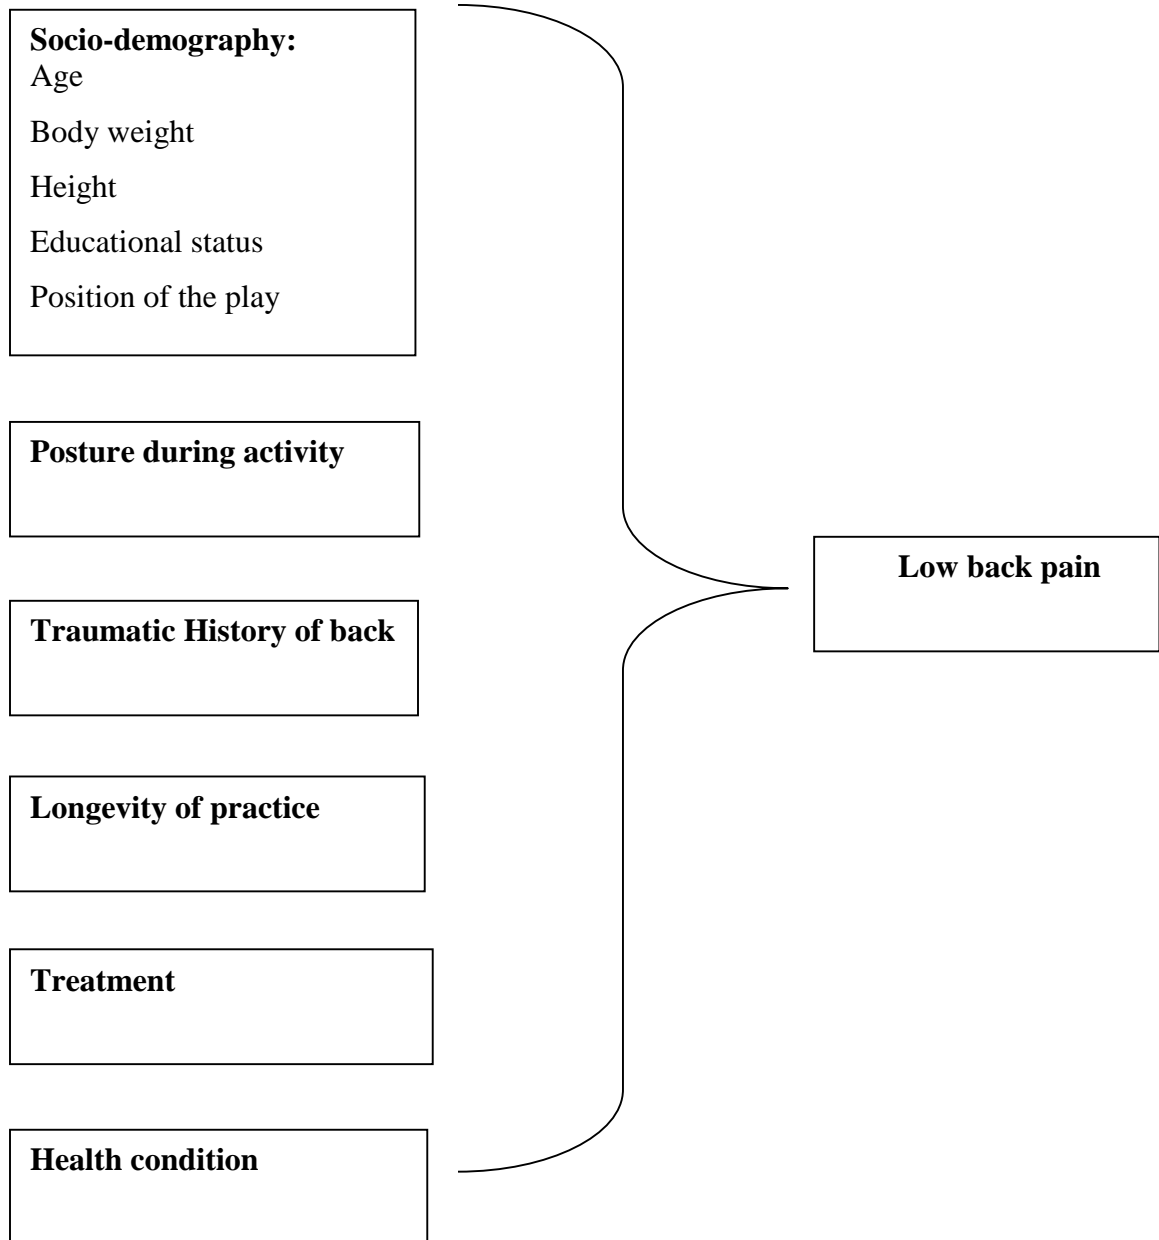 Socio-demography:
Age
Body weight
Height
Educational status
Position of the play
Posture during activity
Traumatic History of back
Longevity of practice
Treatment
Health condition
Low back pain